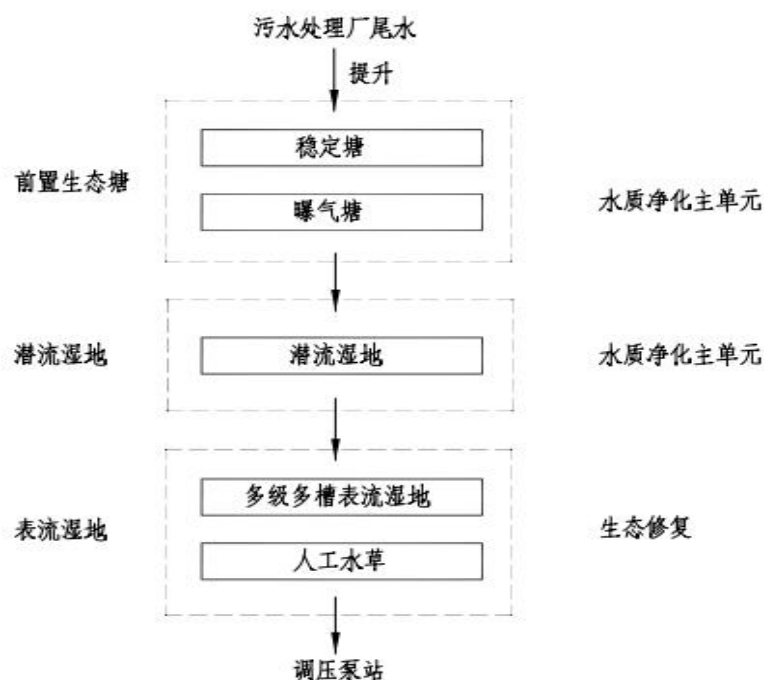 污水处理厂尾水
提升
稳定塘
前置生态塘
曝气塘
水质净化主单元
潜流湿地
潜流湿地
水质净化主单元
多级多槽表流湿地
表流湿地
生态修复
人工水草
调压泵站